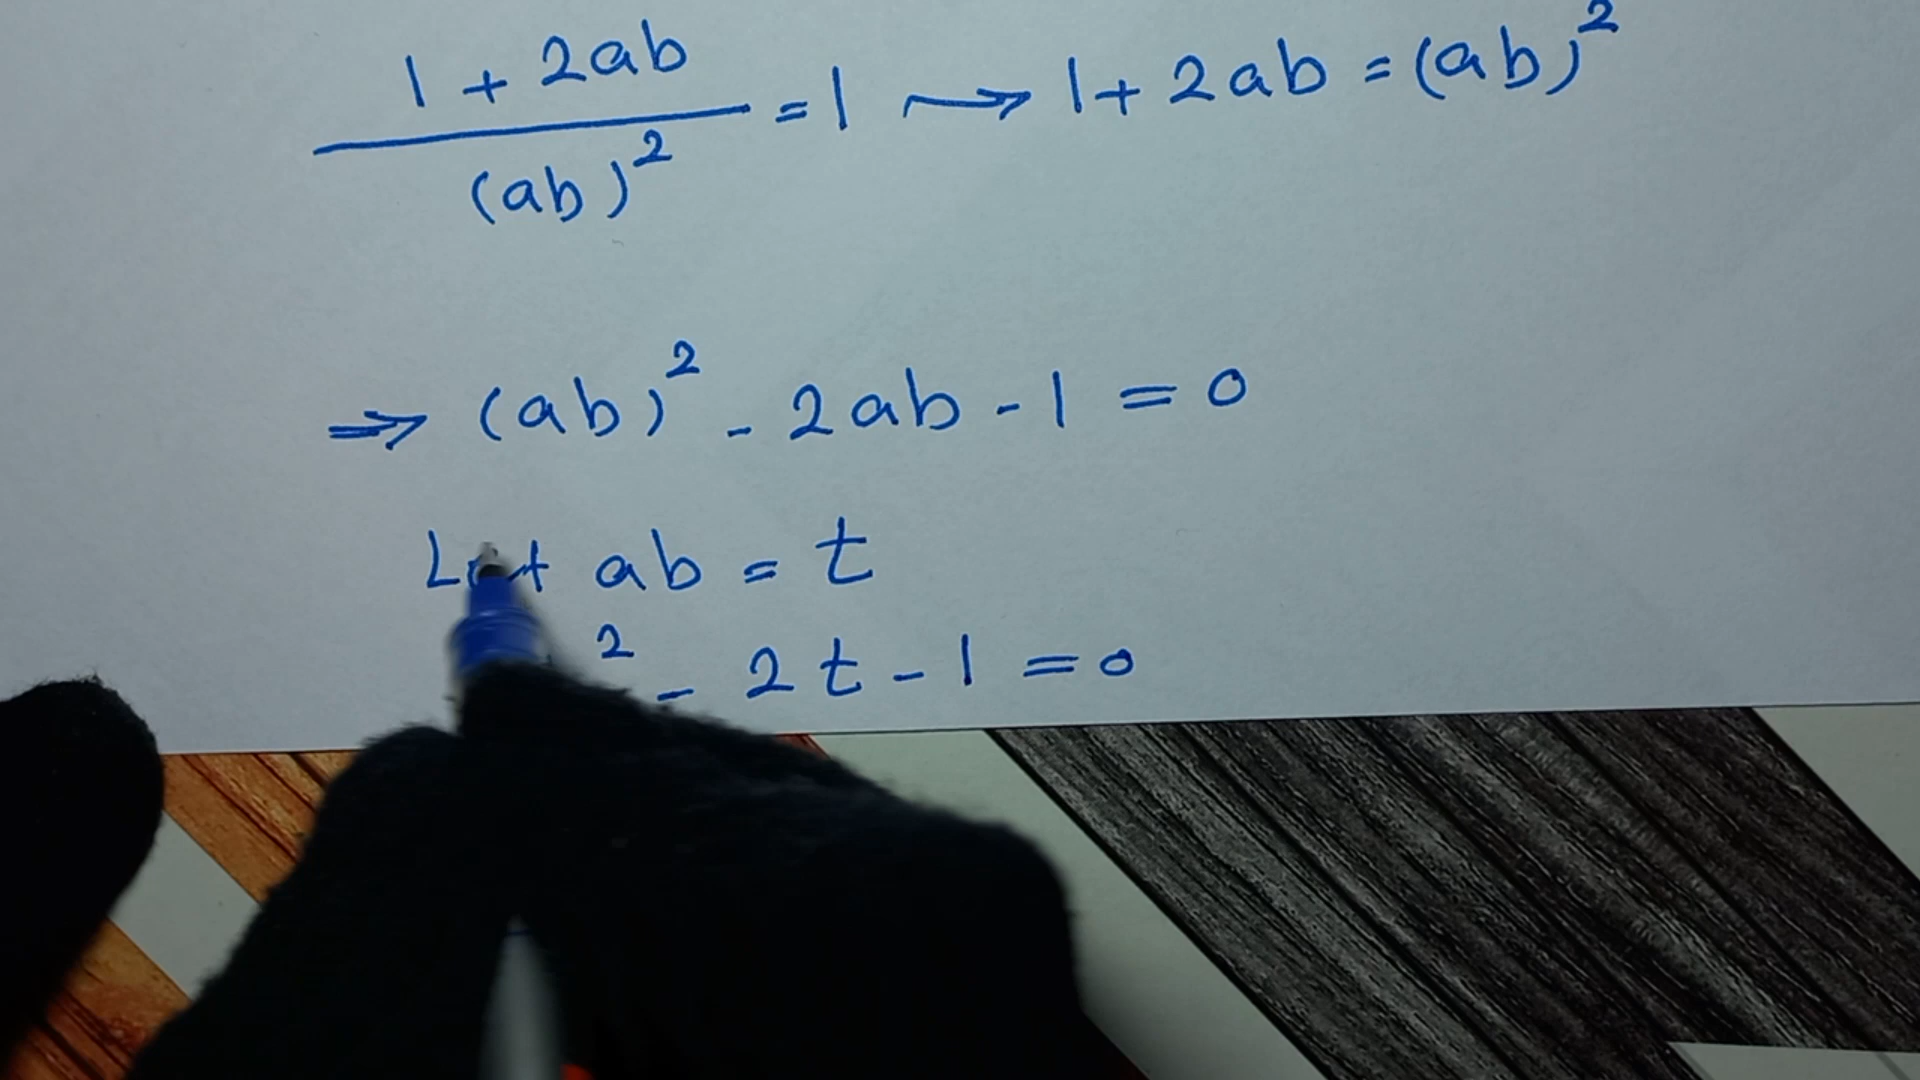 1 + 2ab / (ab)² = 1 ⟶ 1 + 2ab = (ab)²
⇒ (ab)² - 2ab - 1 = 0
Let ab = t
² - 2t - 1 = 0